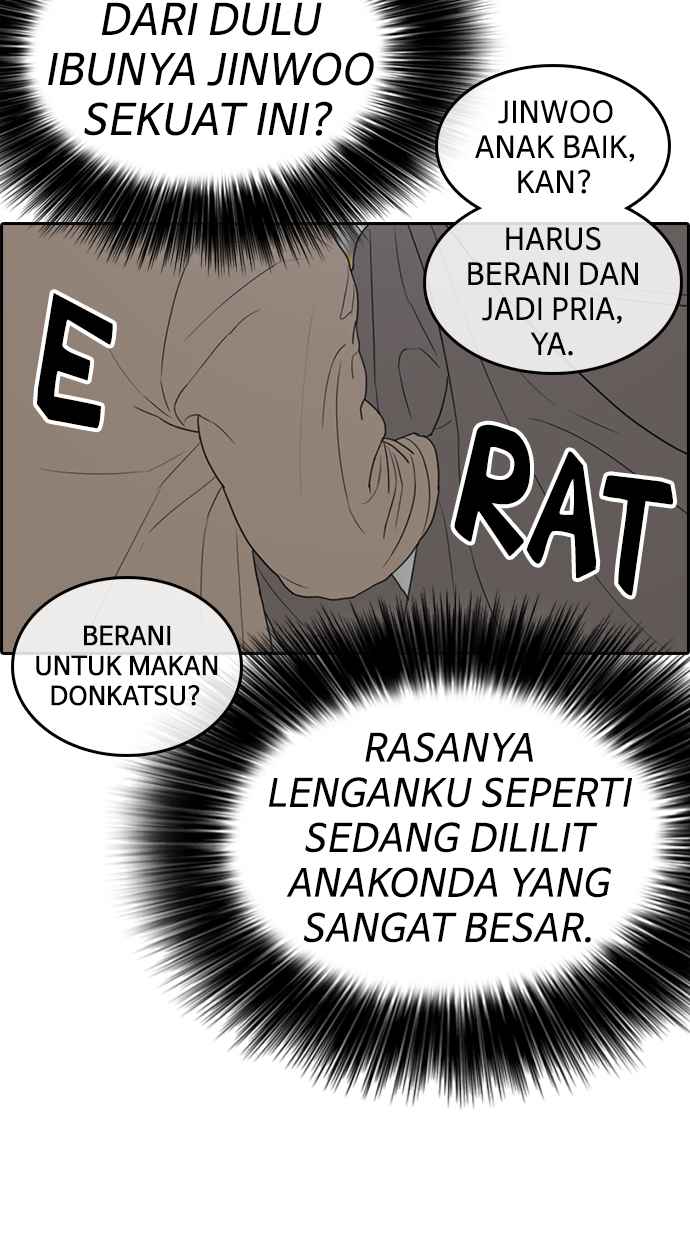 DARI DULU
IBUNYA JINWOO
SEKUAT INI?
JINWOO
ANAK BAIK,
KAN?
HARUS
BERANI DAN
JADI PRIA,
YA.
E
RAT
BERANI
UNTUK MAKAN
DONKATSU?
RASANYA
LENGANKU SEPERTI
SEDANG DILILIT
ANAKONDA YANG
SANGAT BESAR.